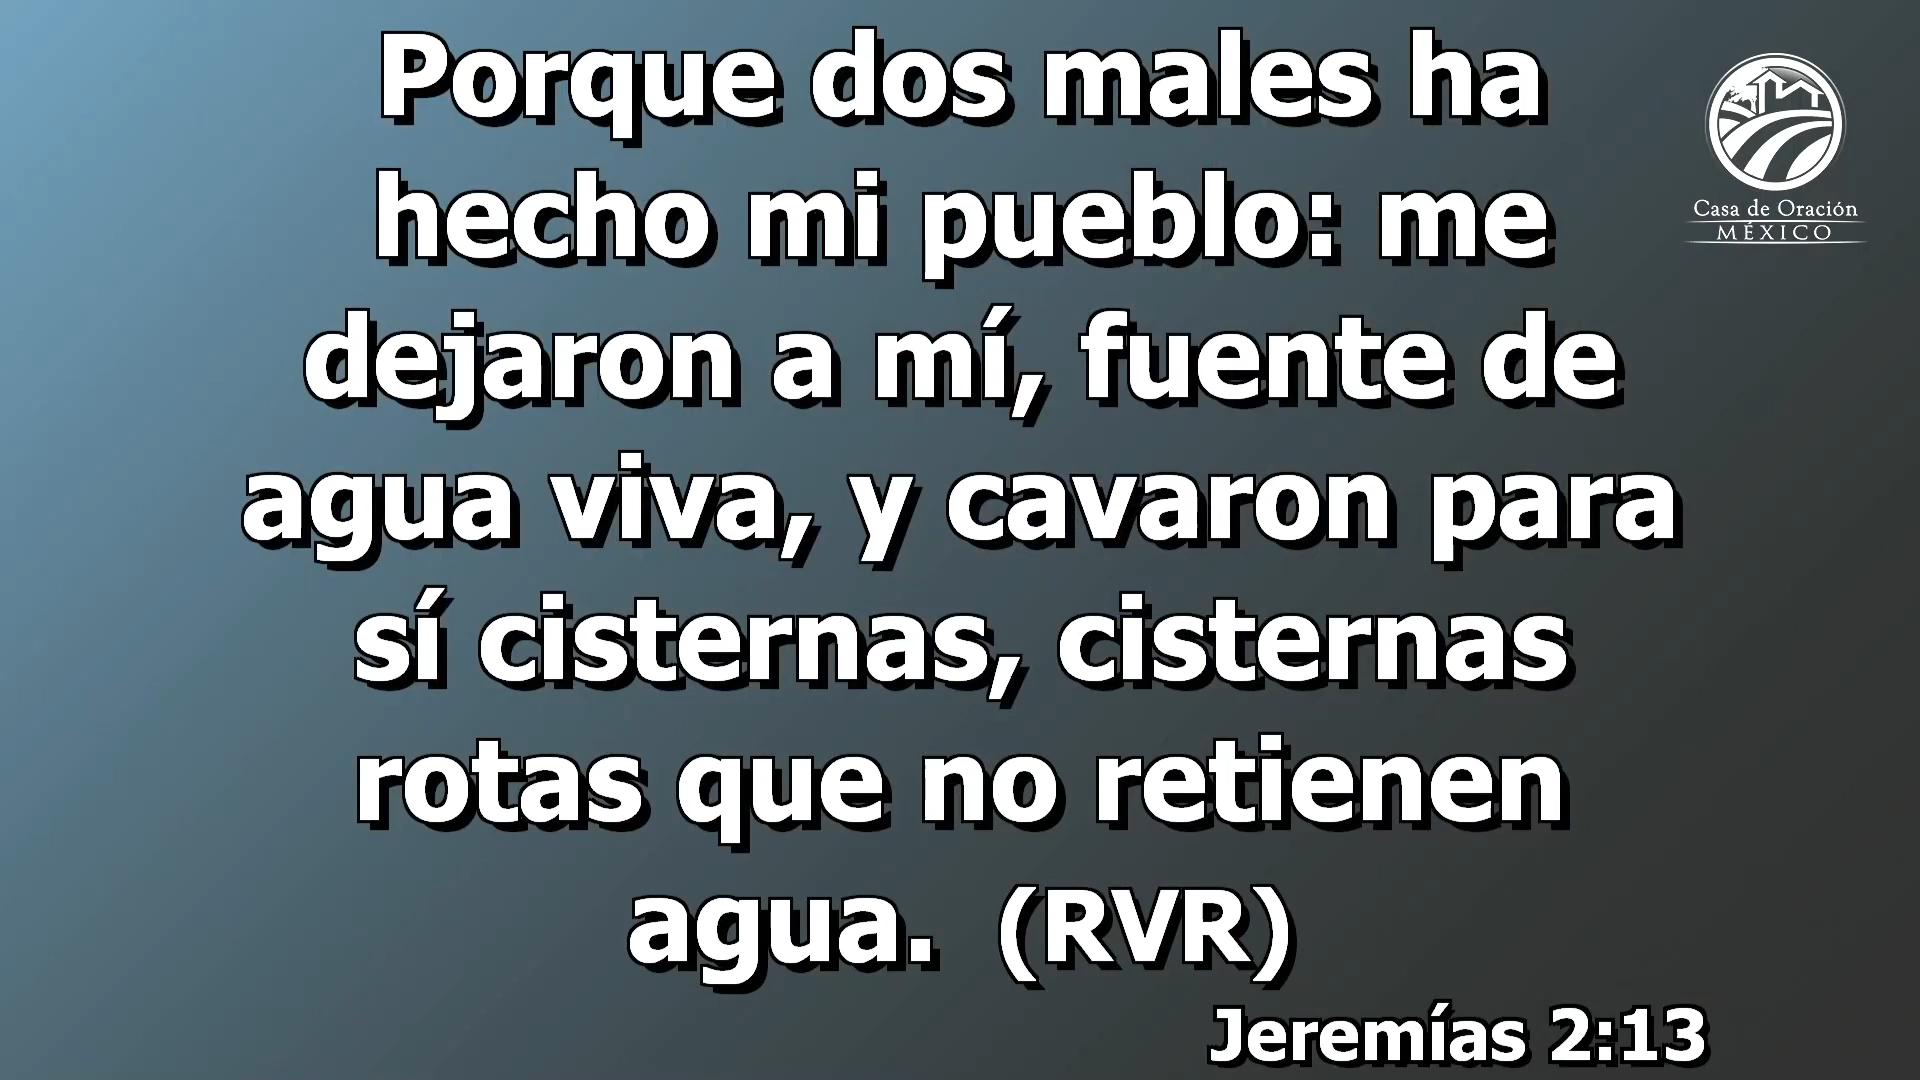 Porque dos males ha
hecho mi pueblo: me
dejaron a mí, fuente de
agua viva, y cavaron para
sí cisternas, cisternas
rotas que no retienen
agua.  (RVR)
Jeremías 2:13
Casa de Oración
MÉXICO